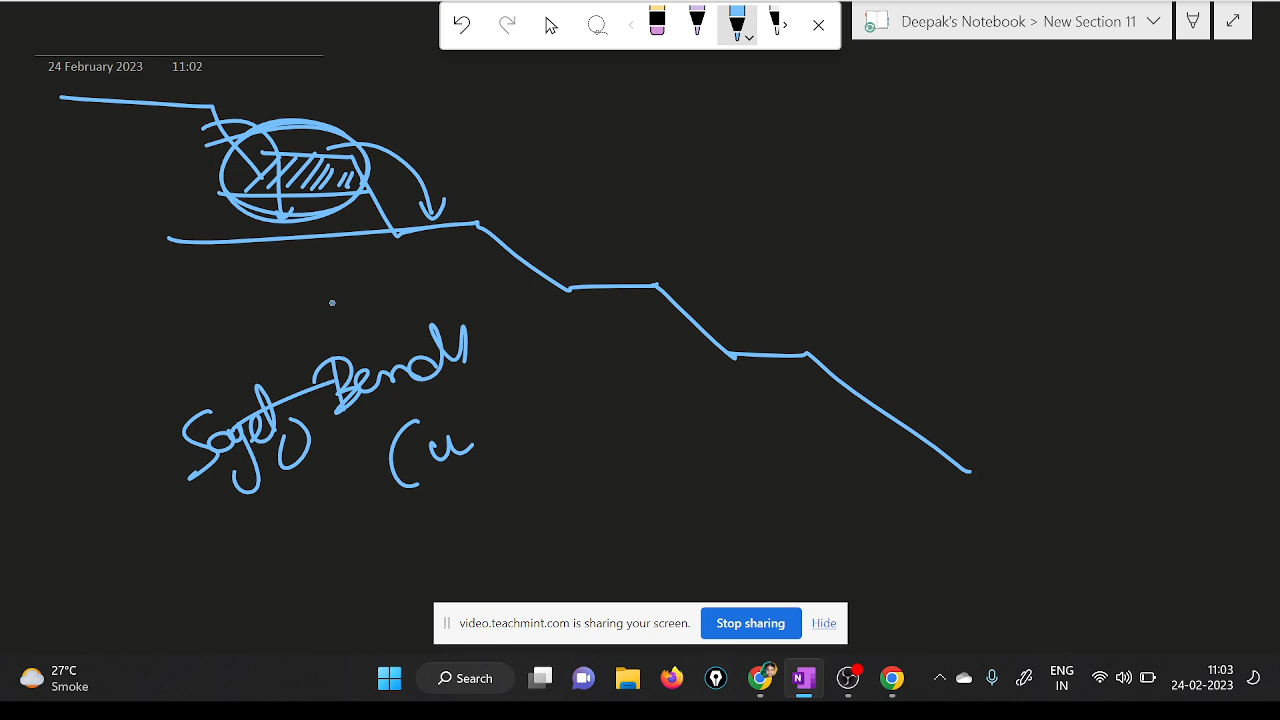 Deepak's Notebook > New Section 11
24 February 2023 11:02
video.teachmint.com is sharing your screen. Stop sharing Hide
27°C
Smoke
Search
ENG
IN
11:03
24-02-2023